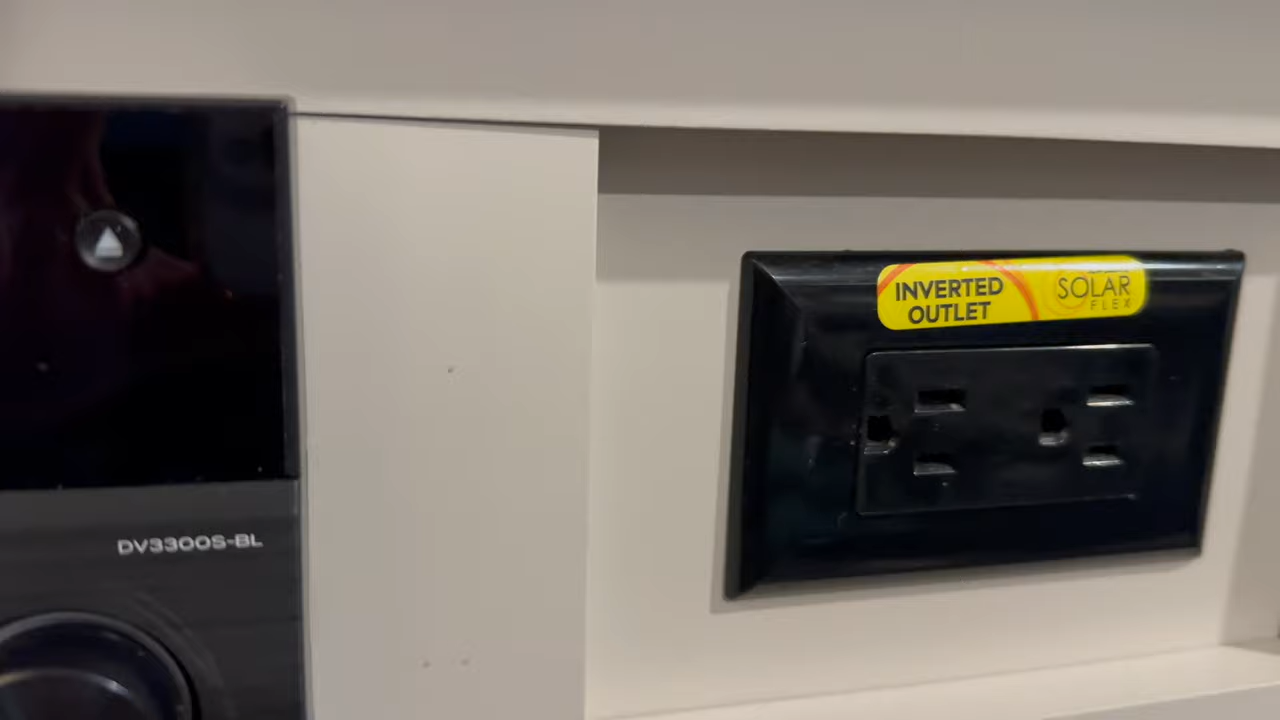 INVERTED
OUTLET
SOLAR
FLEX
DV3300S-BL